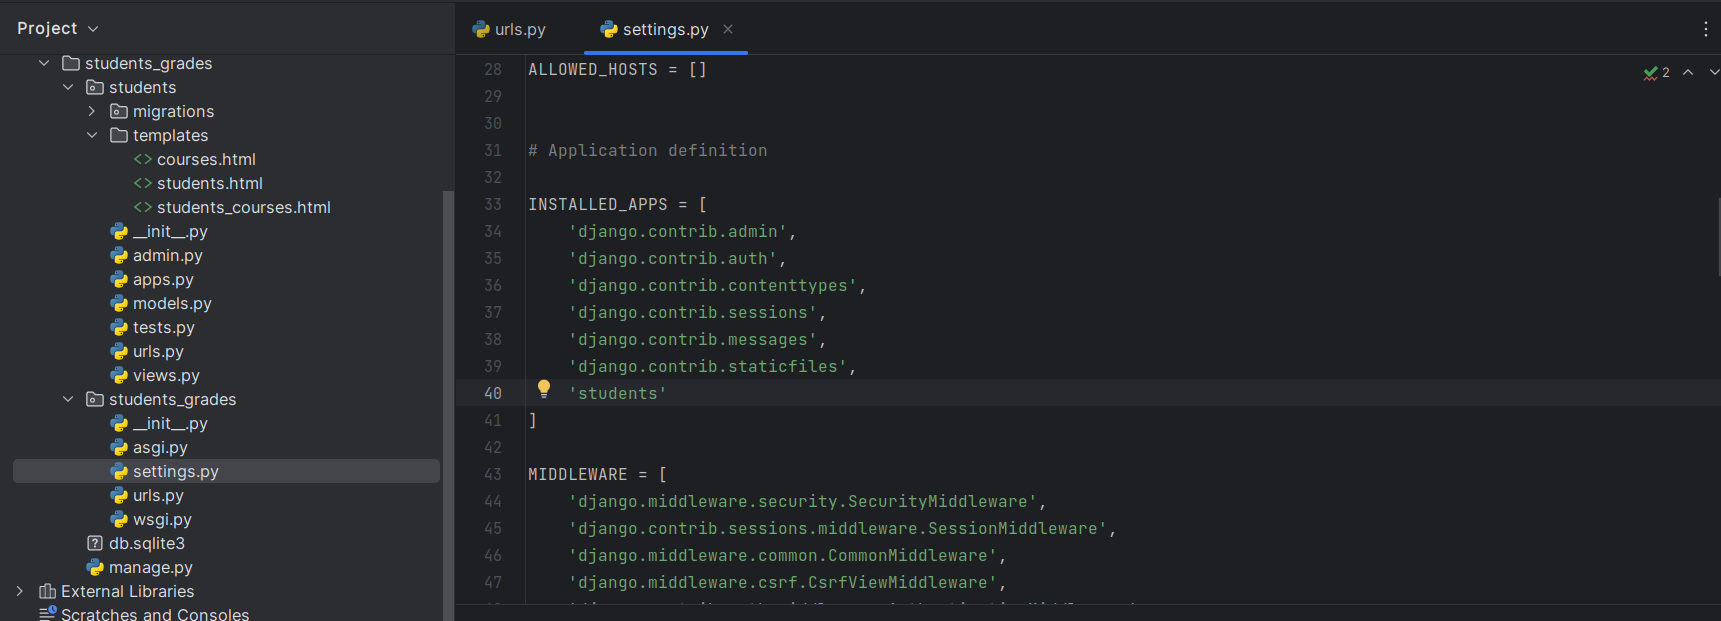 Project
students_grades
students
migrations
templates
courses.html
students.html
students_courses.html
__init__.py
admin.py
apps.py
models.py
tests.py
urls.py
views.py
students_grades
__init__.py
asgi.py
settings.py
urls.py
wsgi.py
db.sqlite3
manage.py
External Libraries
Scratches and Consoles
urls.py
settings.py
2
28 ALLOWED_HOSTS = []
29
30
31 # Application definition
32
33 INSTALLED_APPS = [
34     'django.contrib.admin',
35     'django.contrib.auth',
36     'django.contrib.contenttypes',
37     'django.contrib.sessions',
38     'django.contrib.messages',
39     'django.contrib.staticfiles',
40     'students'
41 ]
42
43 MIDDLEWARE = [
44     'django.middleware.security.SecurityMiddleware',
45     'django.contrib.sessions.middleware.SessionMiddleware',
46     'django.middleware.common.CommonMiddleware',
47     'django.middleware.csrf.CsrfViewMiddleware',